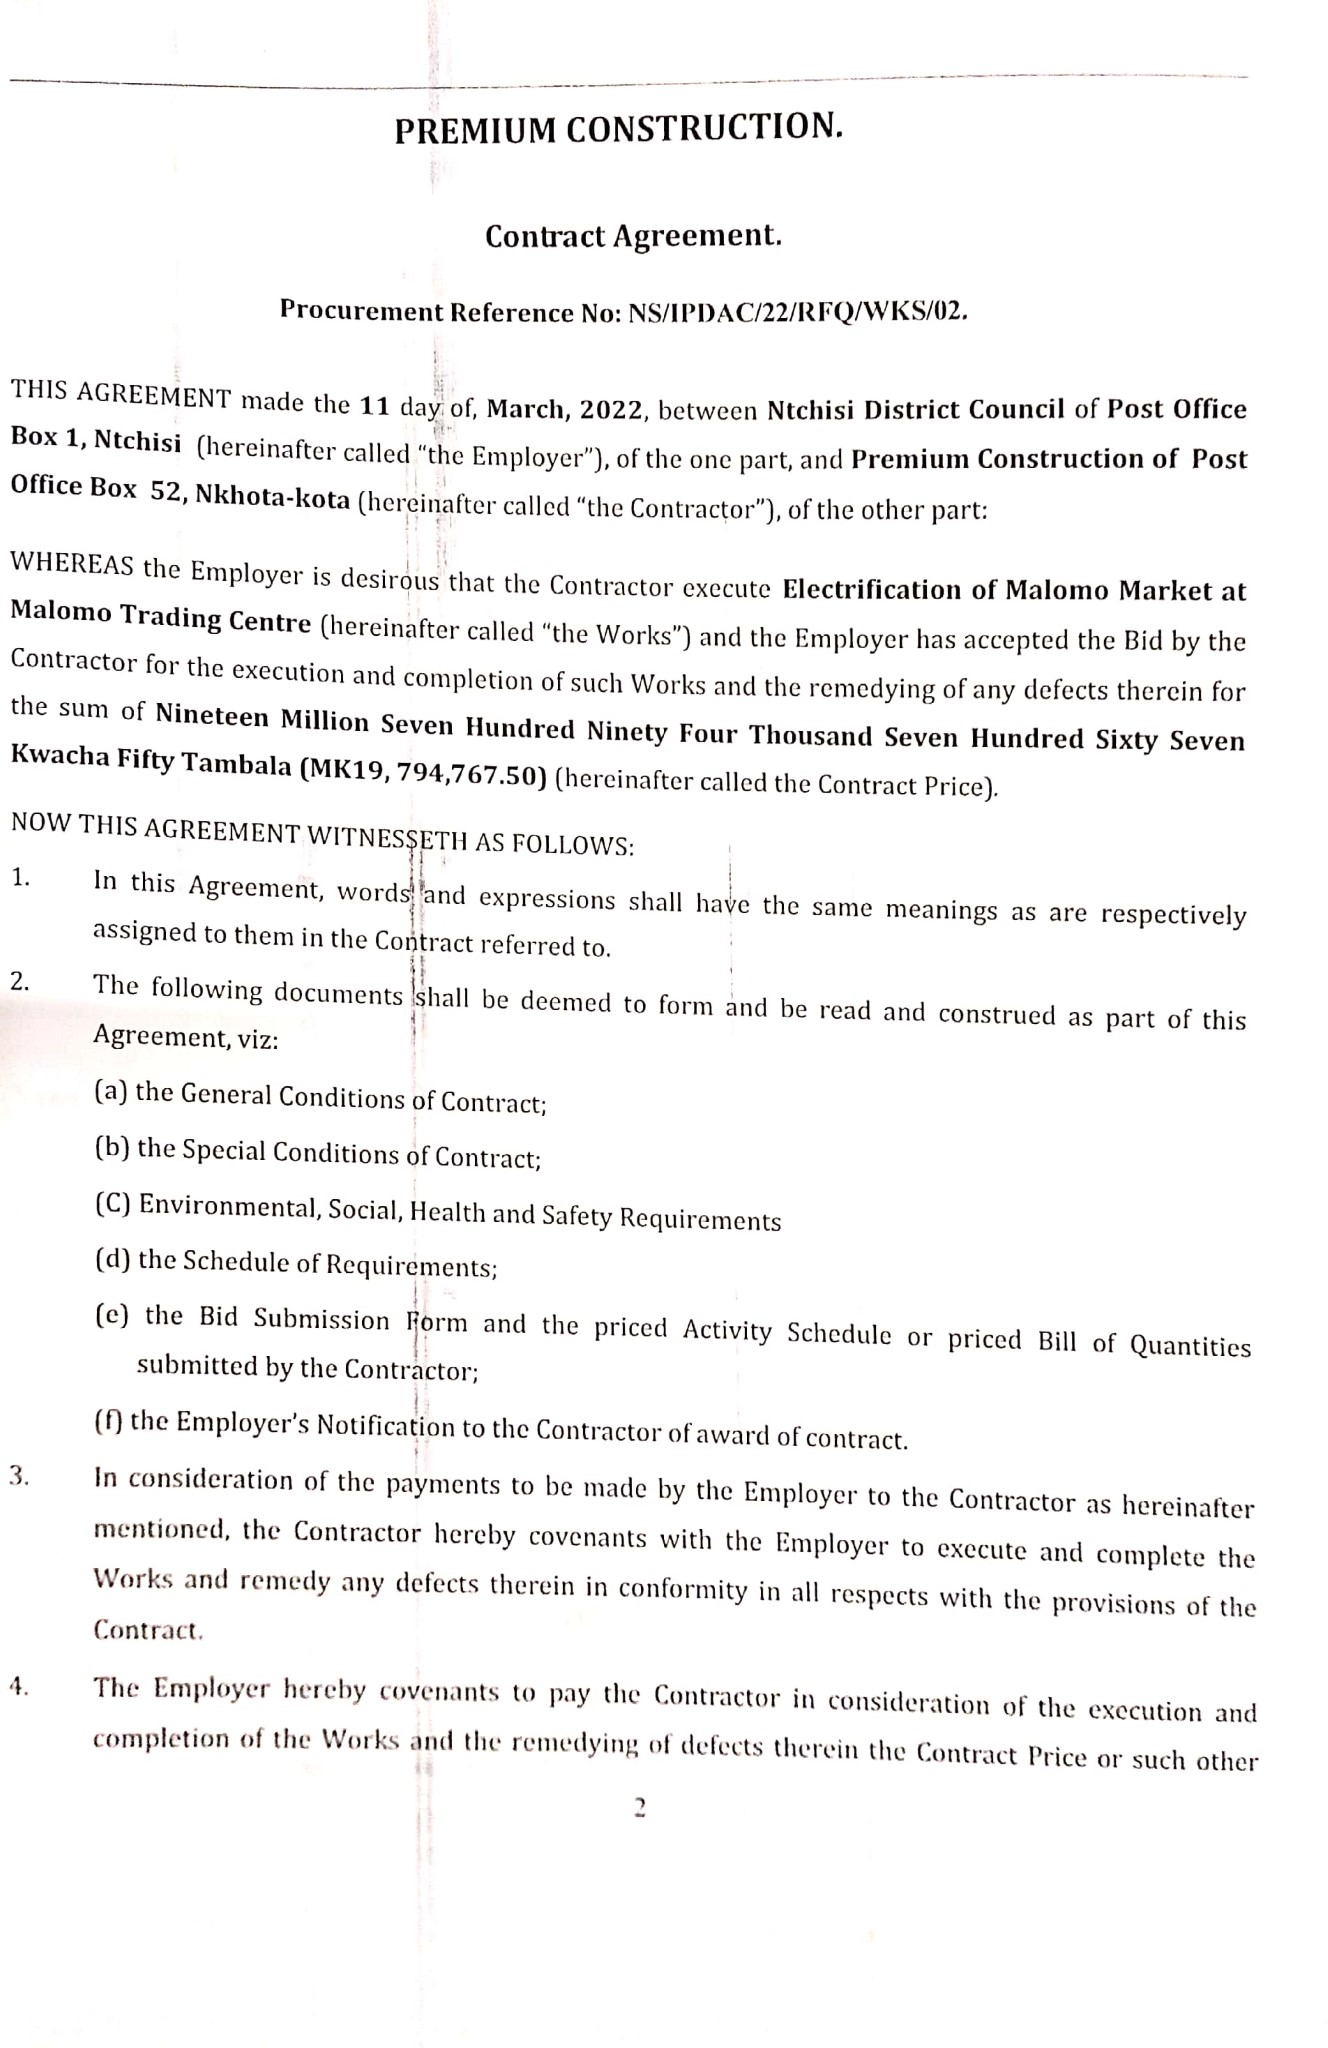 PREMIUM CONSTRUCTION.
Contract Agreement.
Procurement Reference No: NS/IPDAC/22/RFQ/WKS/02.
THIS AGREEMENT made the 11 day of, March, 2022, between Ntchisi District Council of Post Office
Box 1, Ntchisi (hereinafter called "the Employer"), of the one part, and Premium Construction of Post
Office Box 52, Nkhota-kota (hereinafter called "the Contractor"), of the other part:
WHEREAS the Employer is desirous that the Contractor execute Electrification of Malomo Market at
Malomo Trading Centre (hereinafter called "the Works") and the Employer has accepted the Bid by the
Contractor for the execution and completion of such Works and the remedying of any defects therein for
the sum of Nineteen Million Seven Hundred Ninety Four Thousand Seven Hundred Sixty Seven
Kwacha Fifty Tambala (MK19, 794,767.50) (hereinafter called the Contract Price).
NOW THIS AGREEMENT WITNESSETH AS FOLLOWS:
1. In this Agreement, words and expressions shall have the same meanings as are respectively
assigned to them in the Contract referred to.
2. The following documents shall be deemed to form and be read and construed as part of this
Agreement, viz:
(a) the General Conditions of Contract;
(b) the Special Conditions of Contract;
(C) Environmental, Social, Health and Safety Requirements
(d) the Schedule of Requirements;
(e) the Bid Submission Form and the priced Activity Schedule or priced Bill of Quantities
submitted by the Contractor;
(f) the Employer's Notification to the Contractor of award of contract.
3. In consideration of the payments to be made by the Employer to the Contractor as hereinafter
mentioned, the Contractor hereby covenants with the Employer to execute and complete the
Works and remedy any defects therein in conformity in all respects with the provisions of the
Contract.
4. The Employer hereby covenants to pay the Contractor in consideration of the execution and
completion of the Works and the remedying of defects therein the Contract Price or such other
2